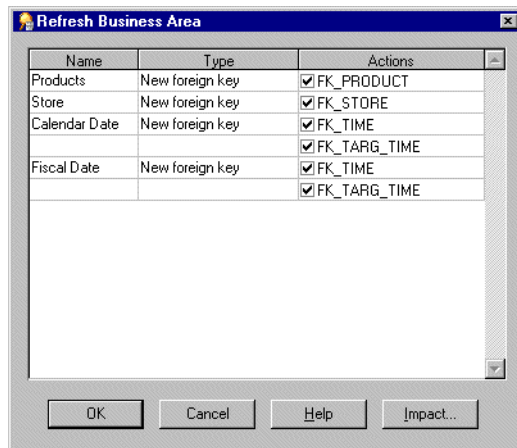 Refresh Business Area
Name Type Actions
Products New foreign key FK_PRODUCT
Store New foreign key FK_STORE
Calendar Date New foreign key FK_TIME
FK_TARG_TIME
Fiscal Date New foreign key FK_TIME
FK_TARG_TIME
OK Cancel Help Impact...